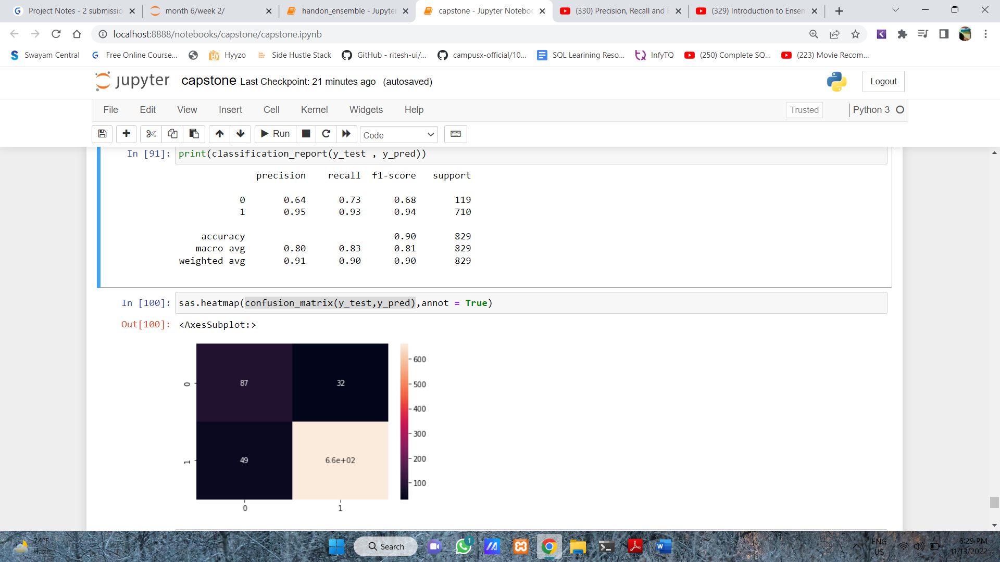 Project Notes - 2 submissio
month 6/week 2/
handon_ensemble - Jupyter
capstone - Jupyter Noteboo
(330) Precision, Recall and F
(329) Introduction to Ensem
localhost:8888/notebooks/capstone/capstone.ipynb
Swayam Central
Free Online Course...
Hyyzo
Side Hustle Stack
GitHub - ritesh-ui/...
campusx-official/10...
SQL Learining Reso...
InfyTQ
(250) Complete SQ...
(223) Movie Recom...
jupyter capstone Last Checkpoint: 21 minutes ago (autosaved)
Logout
File Edit View Insert Cell Kernel Widgets Help
Trusted
Python 3
Run
Code
In [91]: print(classification_report(y_test , y_pred))
precision recall f1-score support
0 0.64 0.73 0.68 119
1 0.95 0.93 0.94 710
accuracy 0.90 829
macro avg 0.80 0.83 0.81 829
weighted avg 0.91 0.90 0.90 829
In [100]: sas.heatmap(confusion_matrix(y_test,y_pred),annot = True)
Out[100]: <AxesSubplot:>
0 87 32
1 49 6.6e+02
0 1
600
500
400
300
200
100
74°F
Haze
Search
1
ENG
US
6:29 PM
11/13/2022